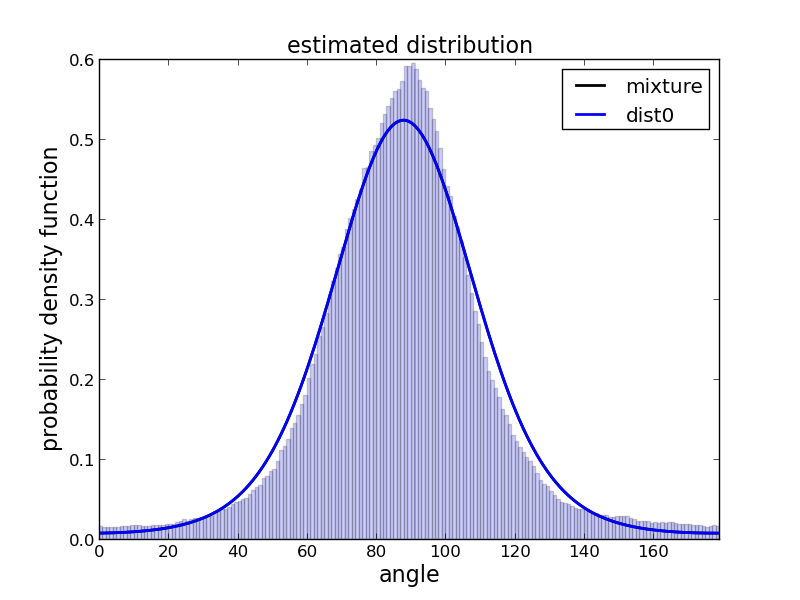 estimated distribution
mixture
dist0
probability density function
0.6
0.5
0.4
0.3
0.2
0.1
0.0
0 20 40 60 80 100 120 140 160
angle